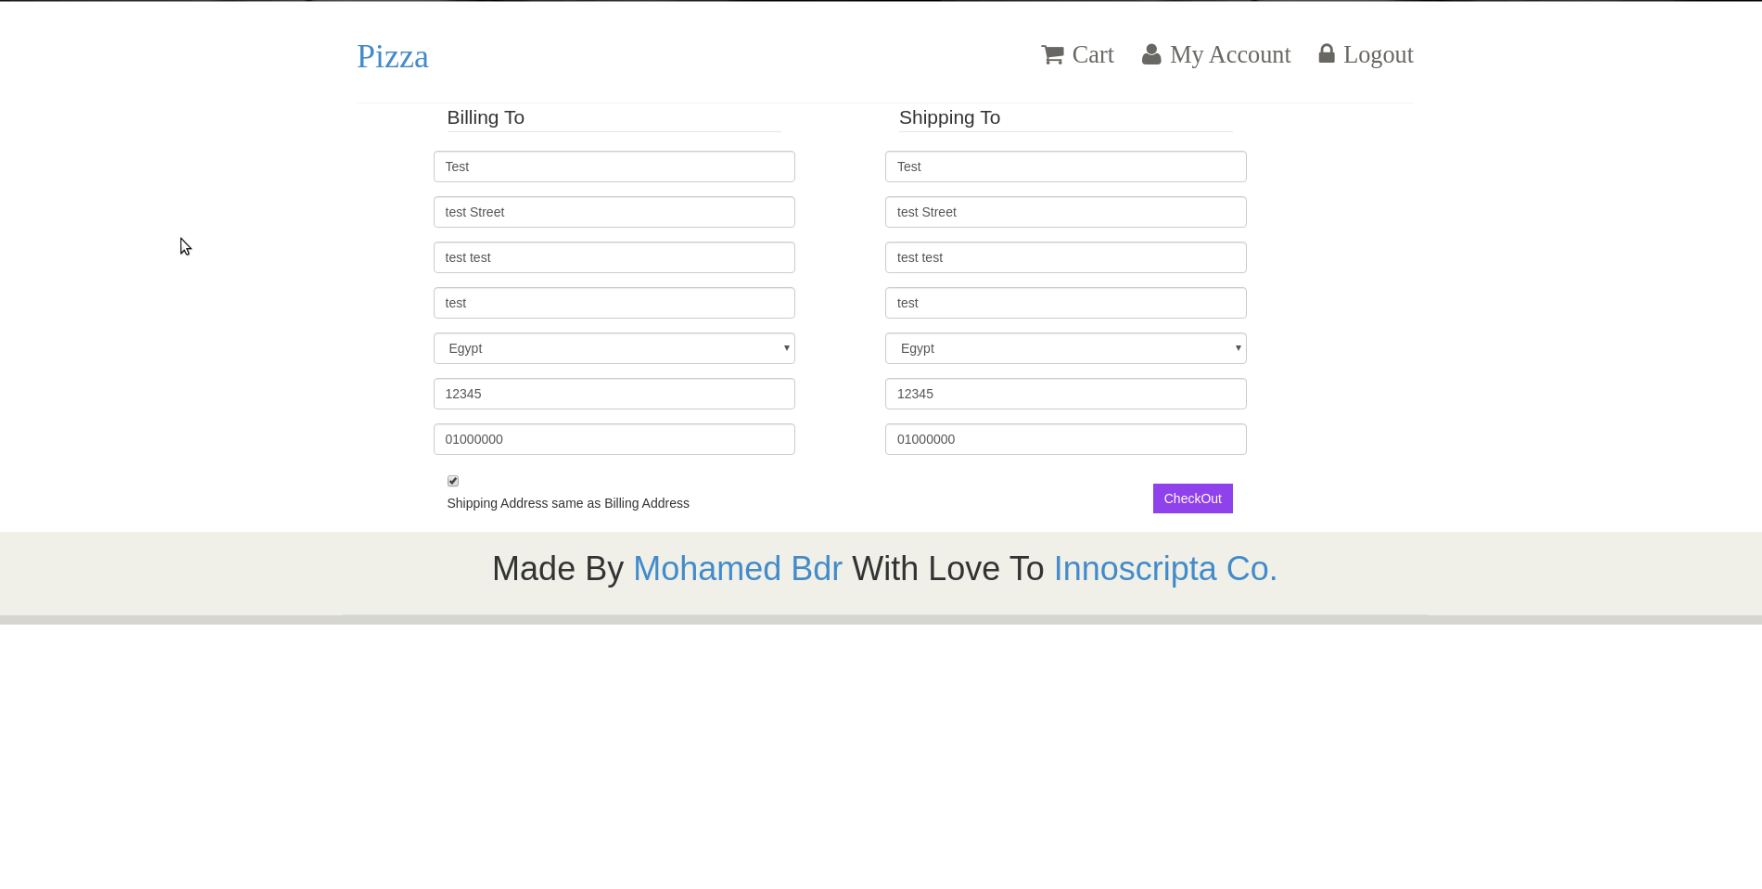 Pizza
Cart
My Account
Logout
Billing To
Test
test Street
test test
test
Egypt
12345
01000000
Shipping Address same as Billing Address
Shipping To
Test
test Street
test test
test
Egypt
12345
01000000
CheckOut
Made By Mohamed Bdr With Love To Innoscripta Co.